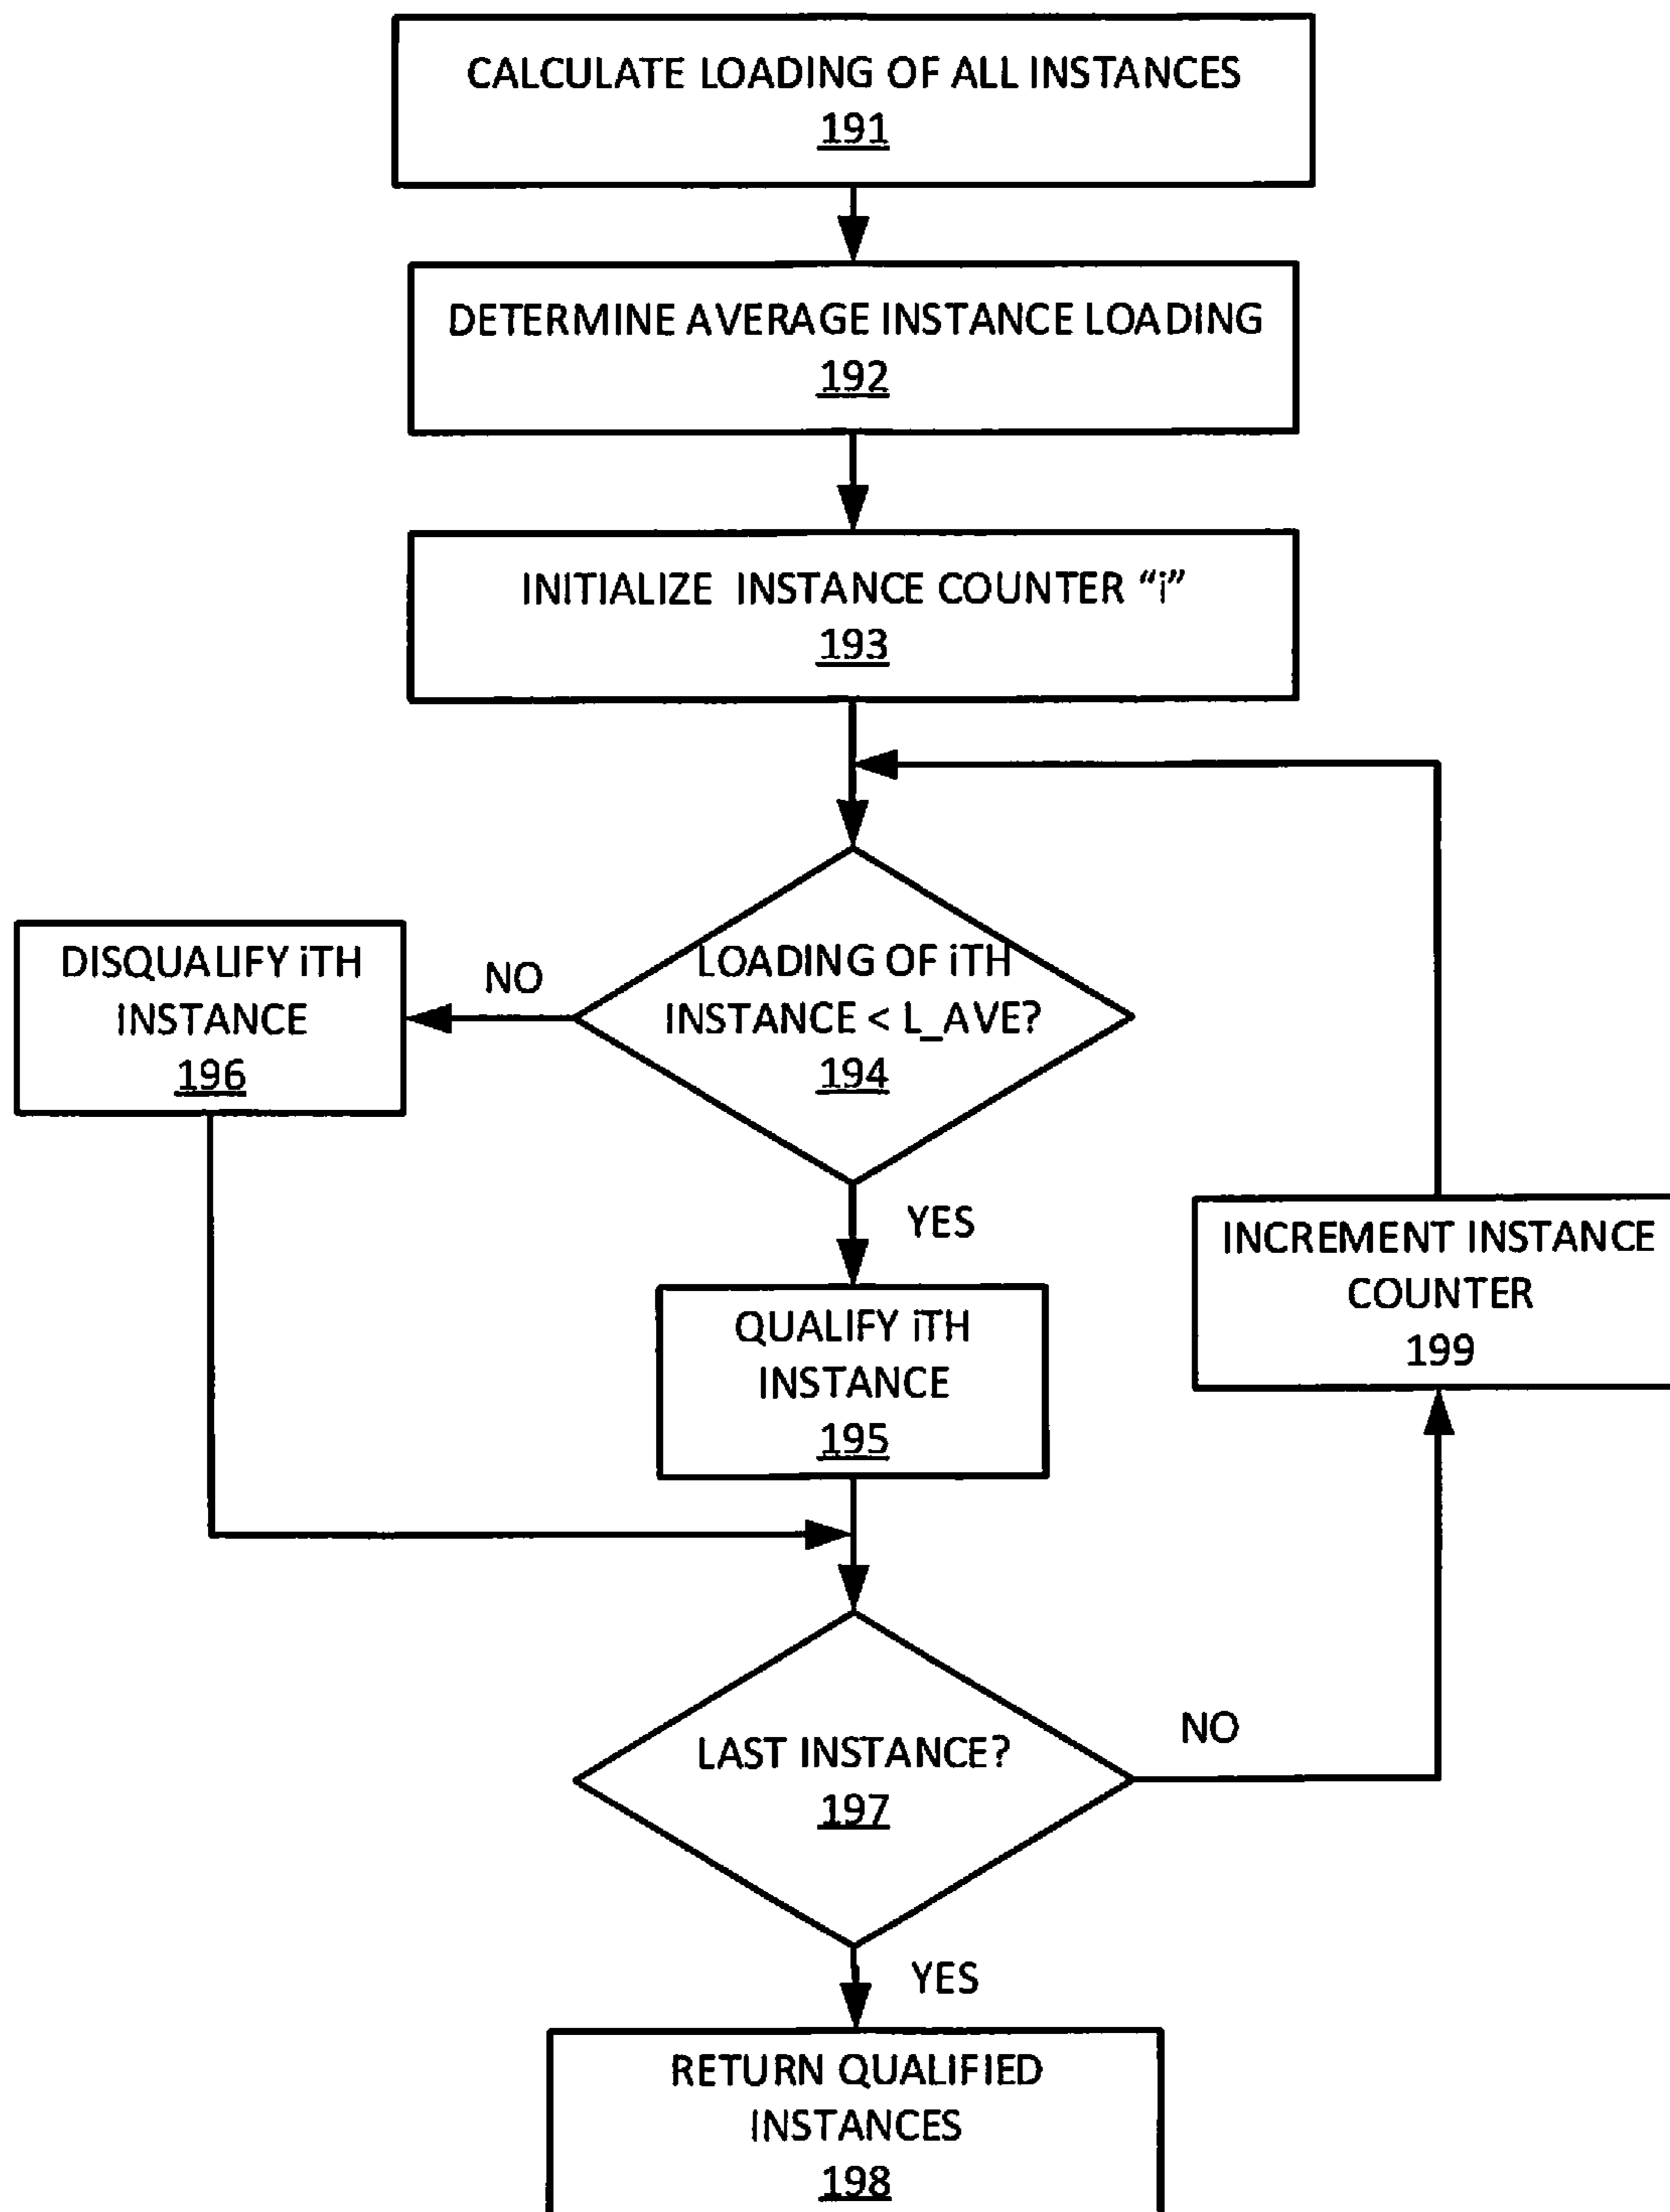 CALCULATE LOADING OF ALL INSTANCES
191
DETERMINE AVERAGE INSTANCE LOADING
192
INITIALIZE INSTANCE COUNTER “i”
193
LOADING OF iTH
INSTANCE < L_AVE?
194
NO
DISQUALIFY iTH
INSTANCE
196
YES
QUALIFY iTH
INSTANCE
195
INCREMENT INSTANCE
COUNTER
199
LAST INSTANCE?
197
NO
YES
RETURN QUALIFIED
INSTANCES
198